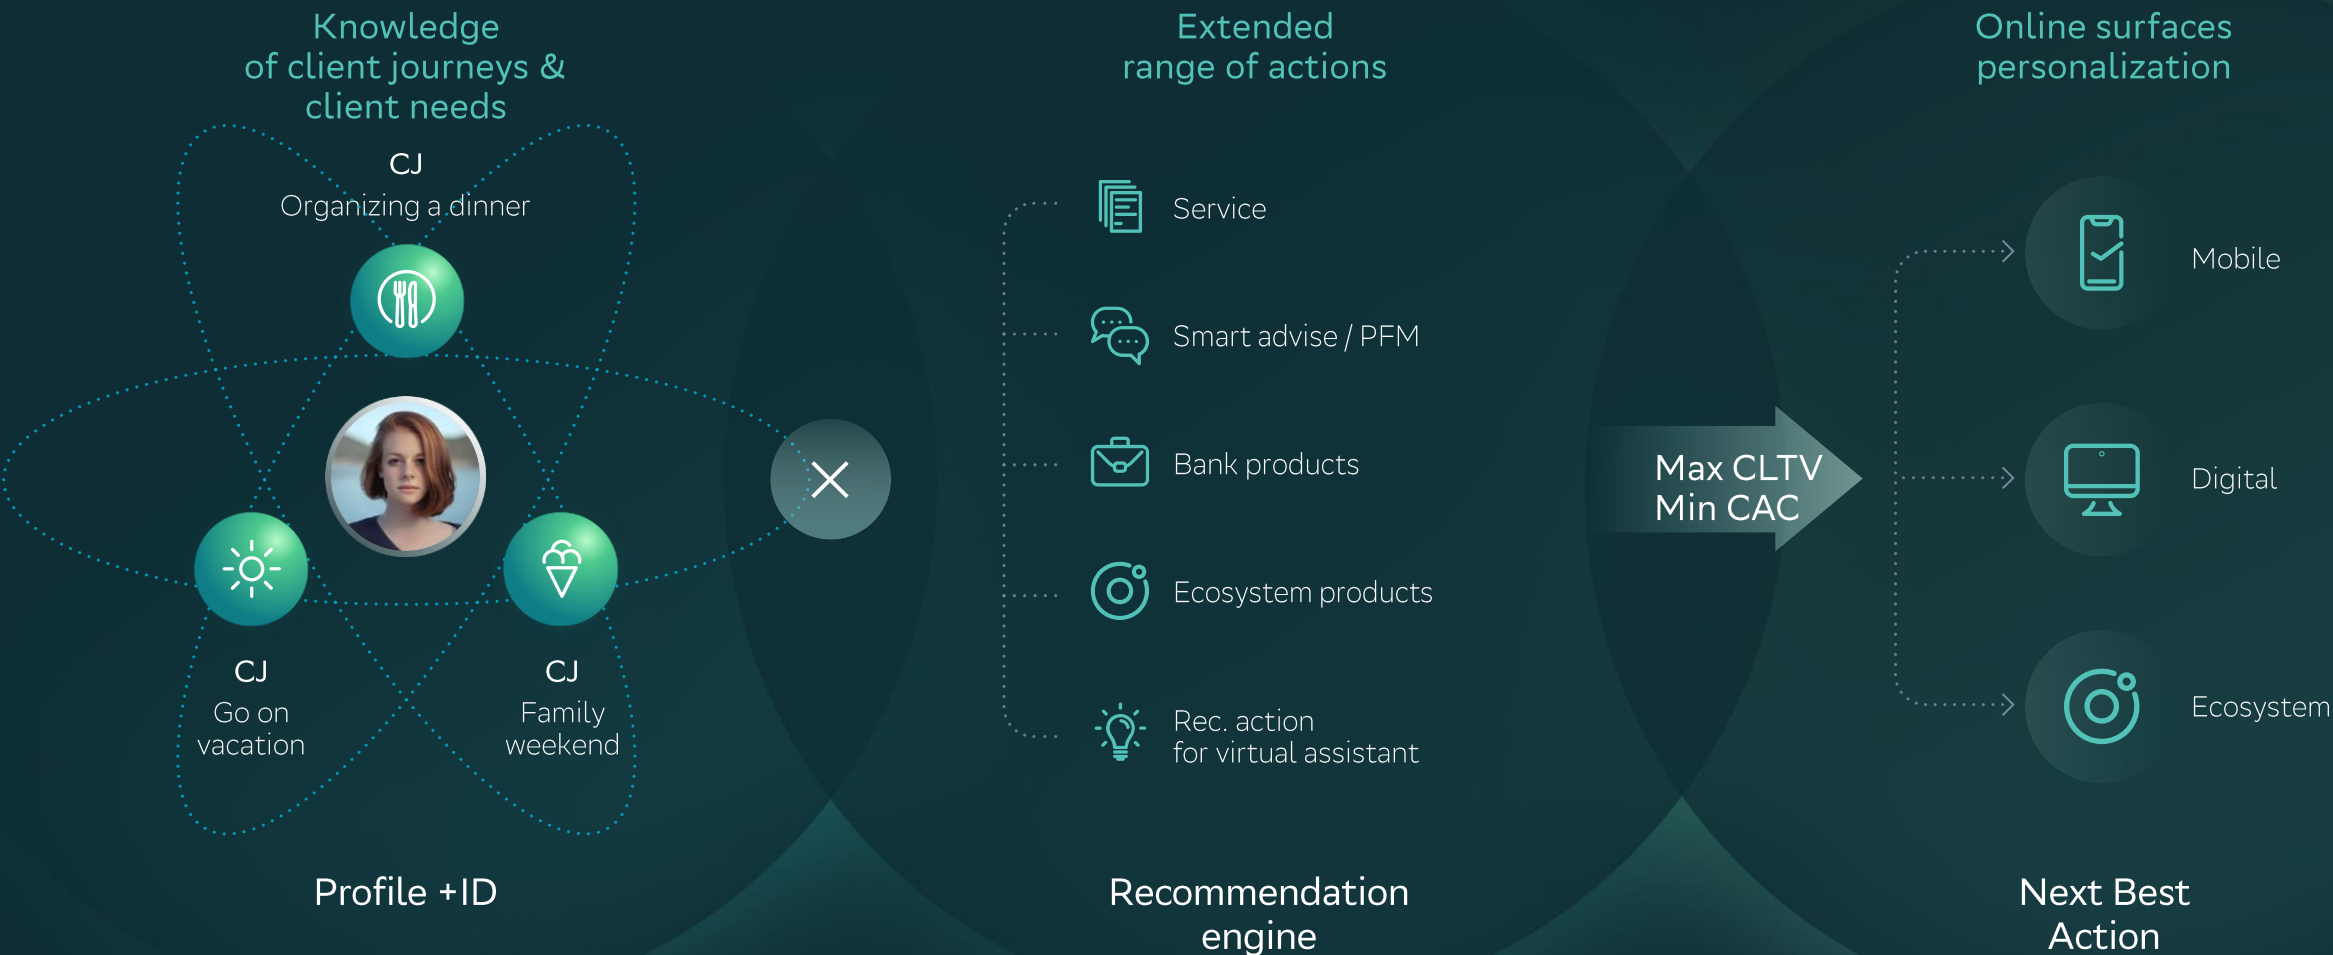 Knowledge
of client journeys &
client needs
CJ
Organizing a dinner
CJ
Go on
vacation
CJ
Family
weekend
Profile +ID
Extended
range of actions
Service
Smart advise / PFM
Bank products
Ecosystem products
Rec. action
for virtual assistant
Recommendation
engine
Max CLTV
Min CAC
Online surfaces
personalization
Mobile
Digital
Ecosystem
Next Best
Action